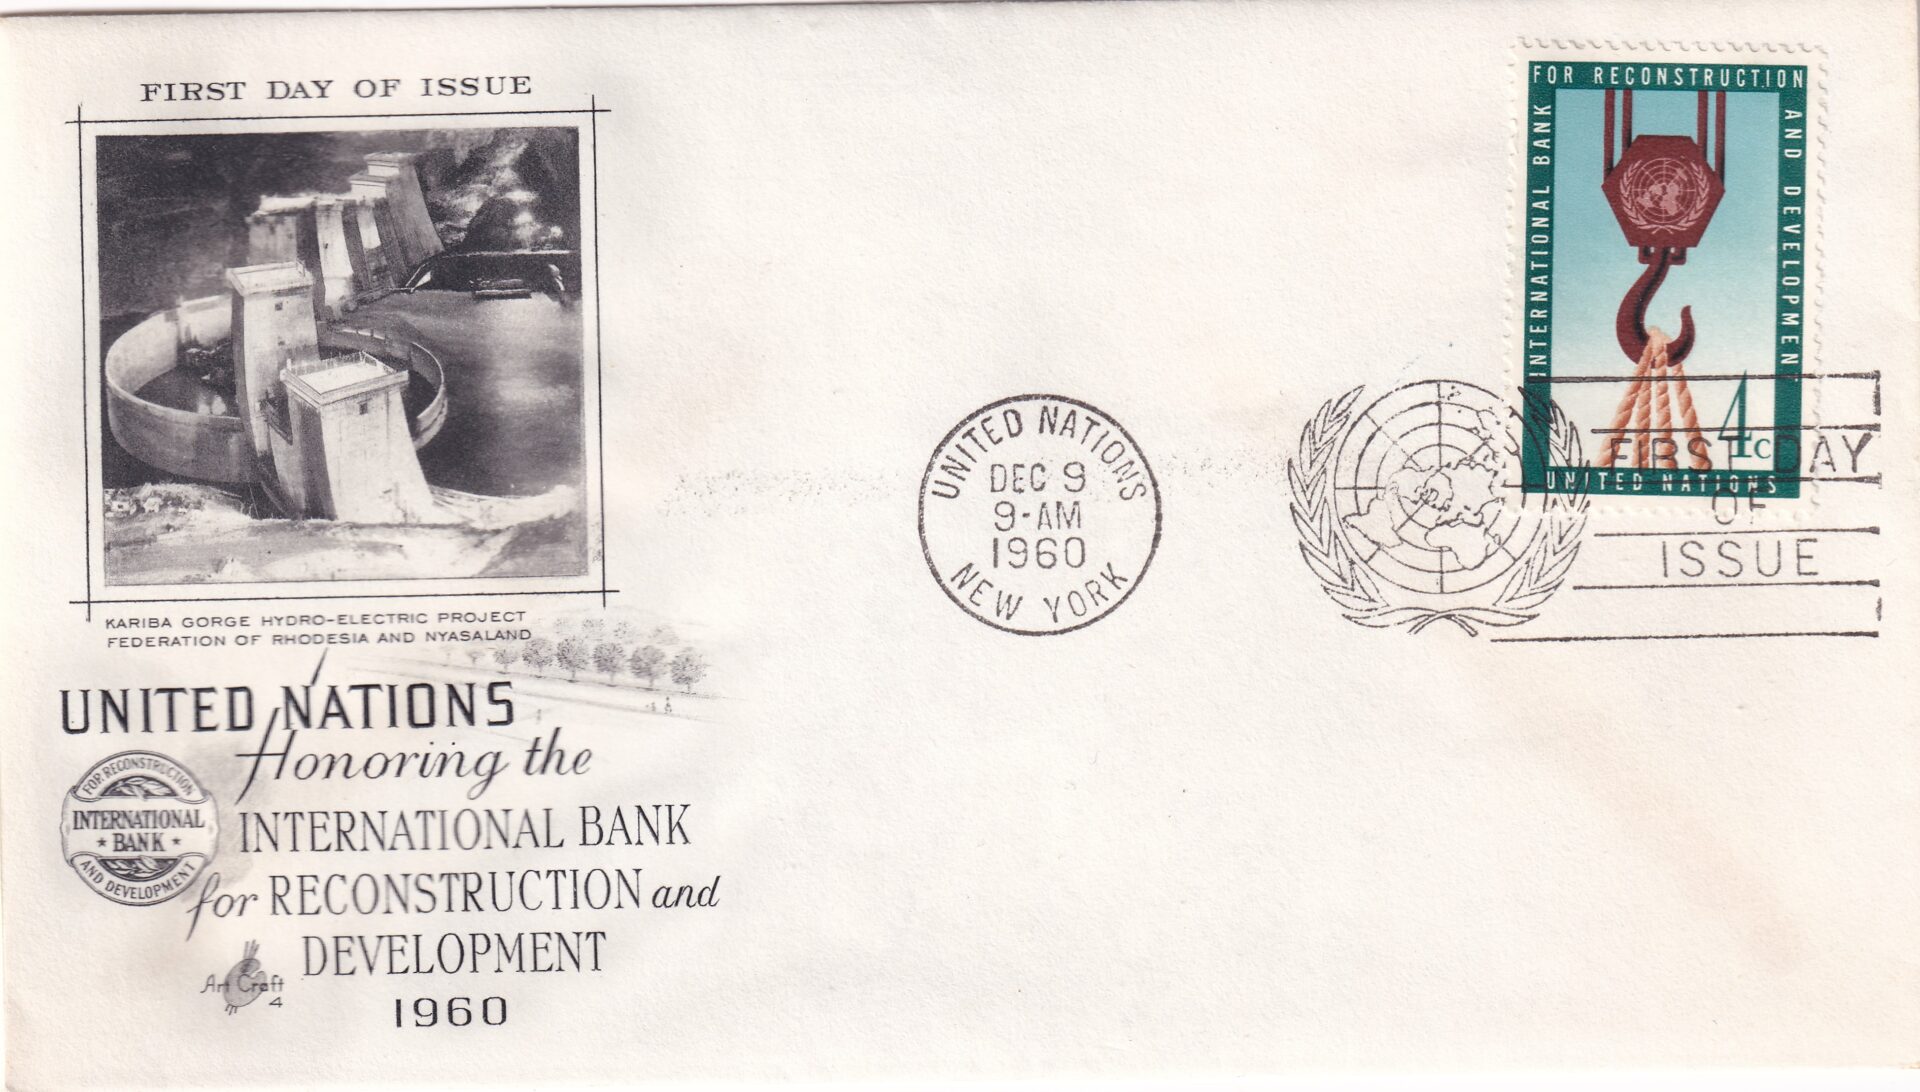 FIRST DAY OF ISSUE
KARIBA GORGE HYDRO-ELECTRIC PROJECT
FEDERATION OF RHODESIA AND NYASALAND
UNITED NATIONS
Honoring the
INTERNATIONAL BANK
for RECONSTRUCTION and
DEVELOPMENT
1960
FOR RECONSTRUCTION
INTERNATIONAL
★ BANK ★
AND DEVELOPMENT
Art Craft
4
UNITED NATIONS
DEC 9
9-AM
1960
NEW YORK
INTERNATIONAL BANK
FOR RECONSTRUCTION
AND DEVELOPMENT
4c
UNITED NATIONS
FIRST DAY
OF
ISSUE